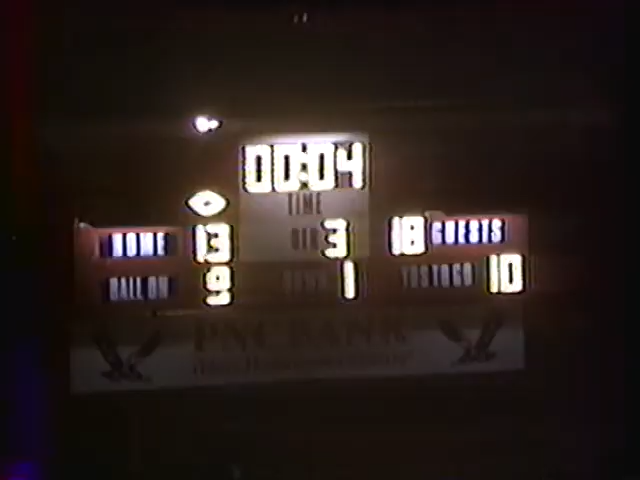 00:04
TIME
HOME 13 QTR 3 18 GUESTS
BALL ON 9 DOWN 1 YDS TO GO 10
PNC BANK